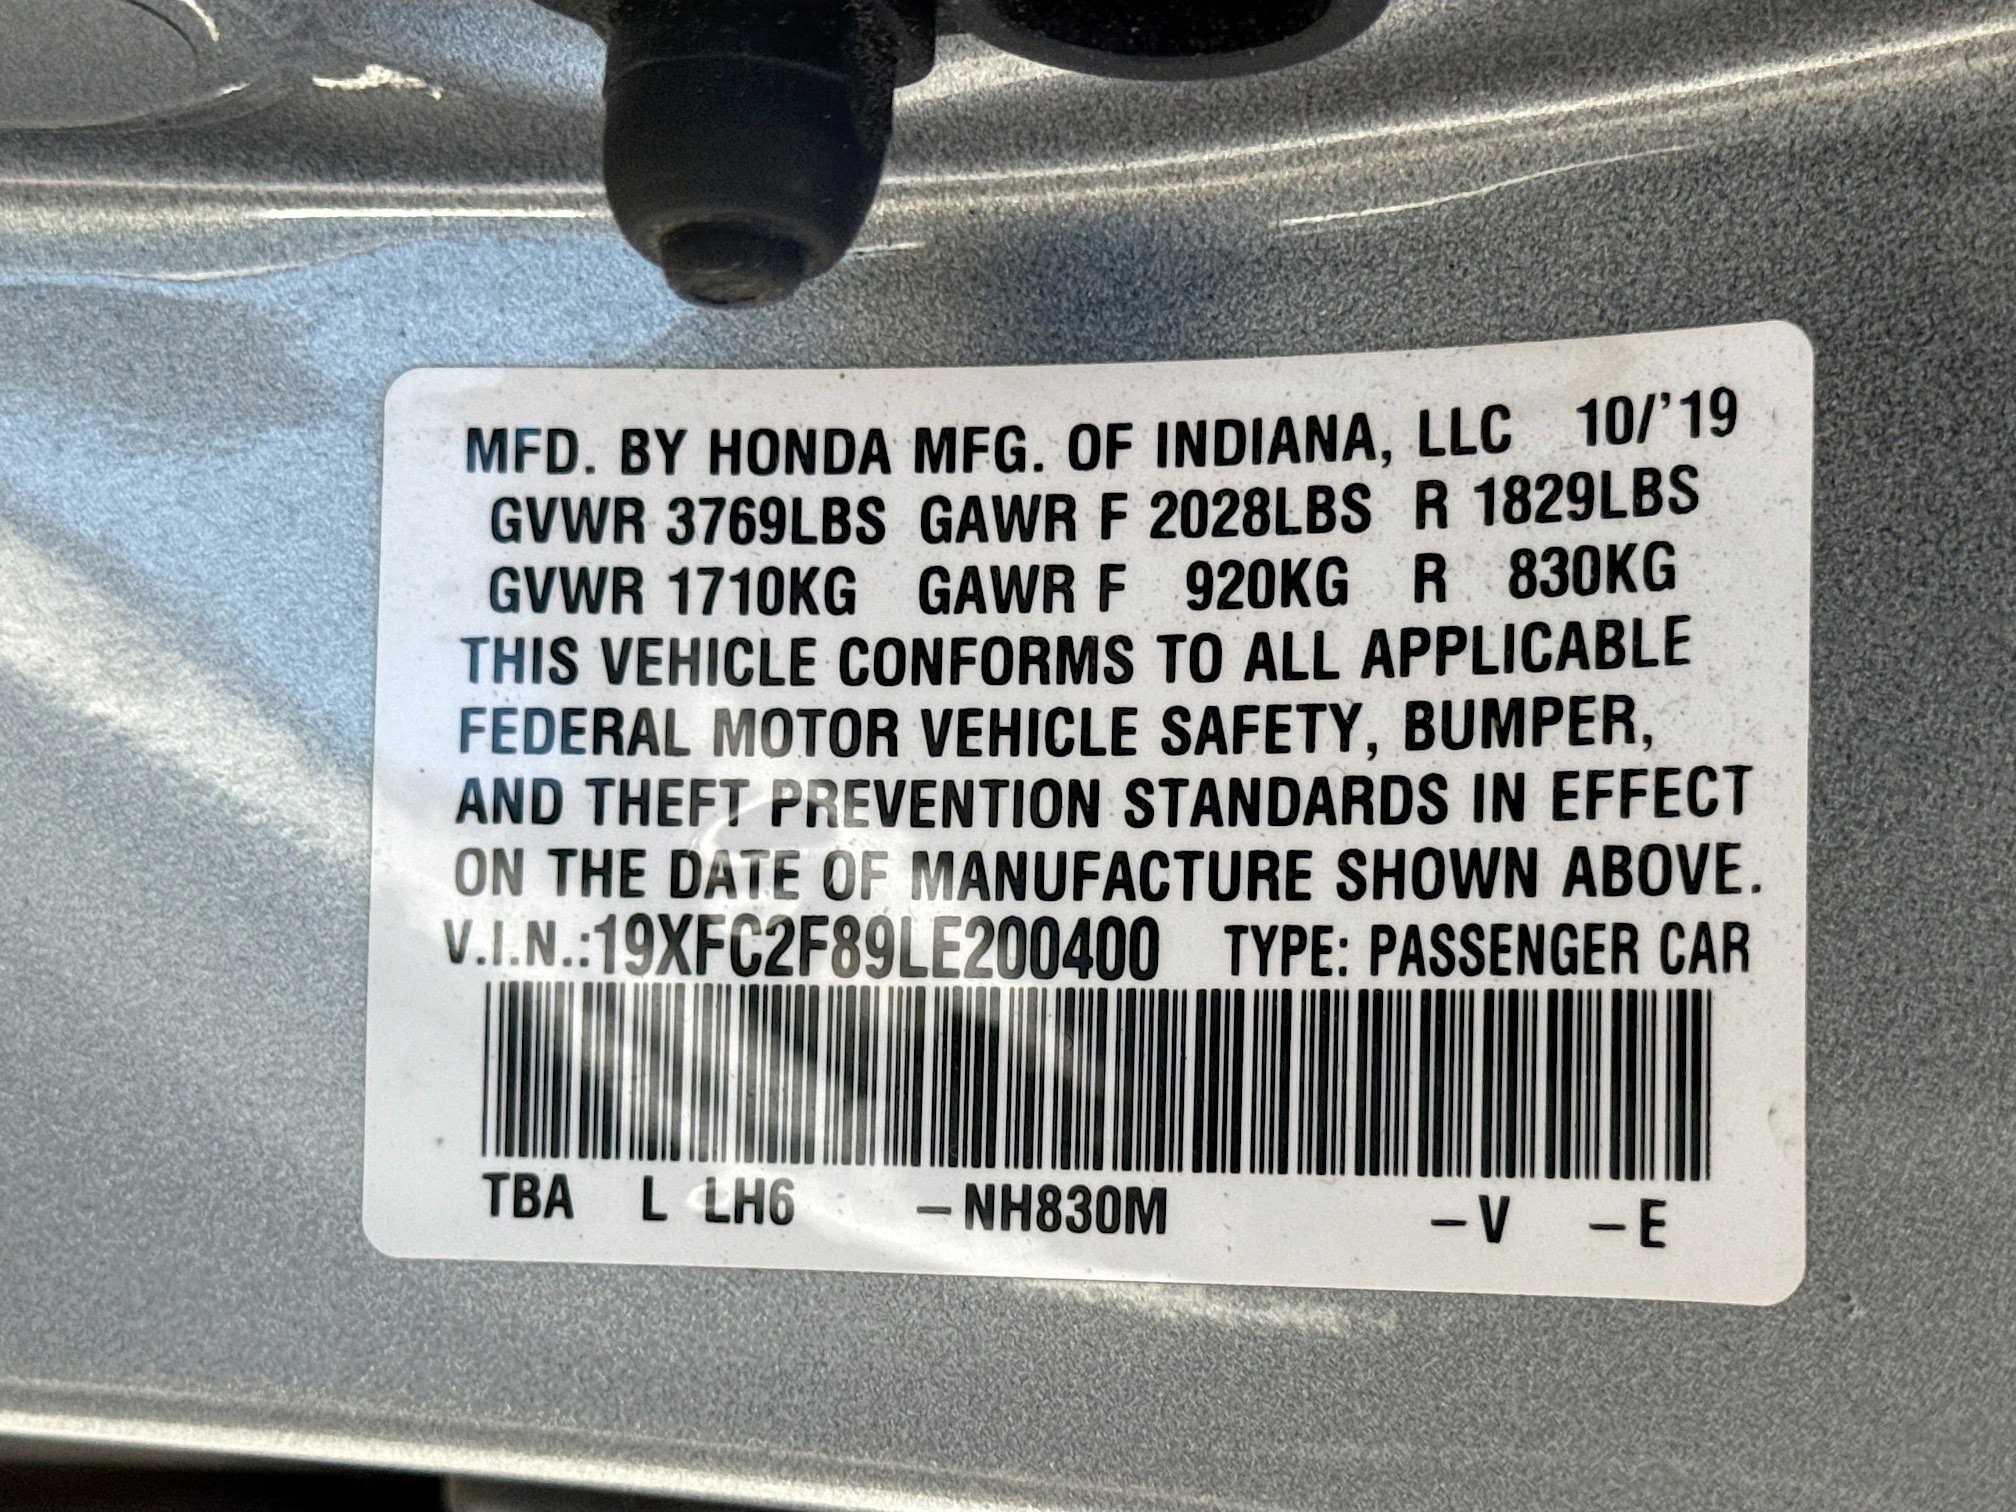 MFD. BY HONDA MFG. OF INDIANA, LLC 10/'19
GVWR 3769LBS GAWR F 2028LBS R 1829LBS
GVWR 1710KG GAWR F 920KG R 830KG
THIS VEHICLE CONFORMS TO ALL APPLICABLE
FEDERAL MOTOR VEHICLE SAFETY, BUMPER,
AND THEFT PREVENTION STANDARDS IN EFFECT
ON THE DATE OF MANUFACTURE SHOWN ABOVE.
V.I.N.:19XFC2F89LE200400 TYPE: PASSENGER CAR
TBA L LH6 –NH830M –V –E